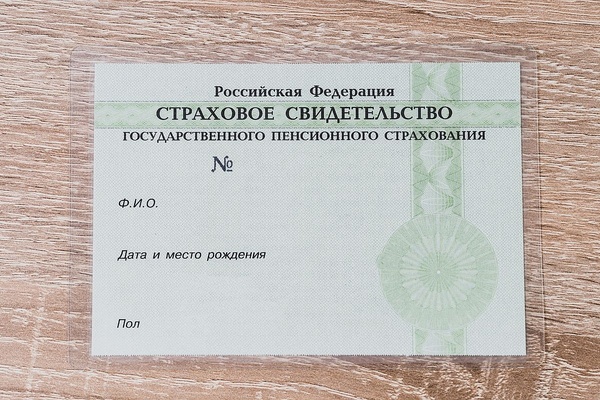 Российская Федерация
СТРАХОВОЕ СВИДЕТЕЛЬСТВО
ГОСУДАРСТВЕННОГО ПЕНСИОННОГО СТРАХОВАНИЯ
№
Ф.И.О.
Дата и место рождения
Пол